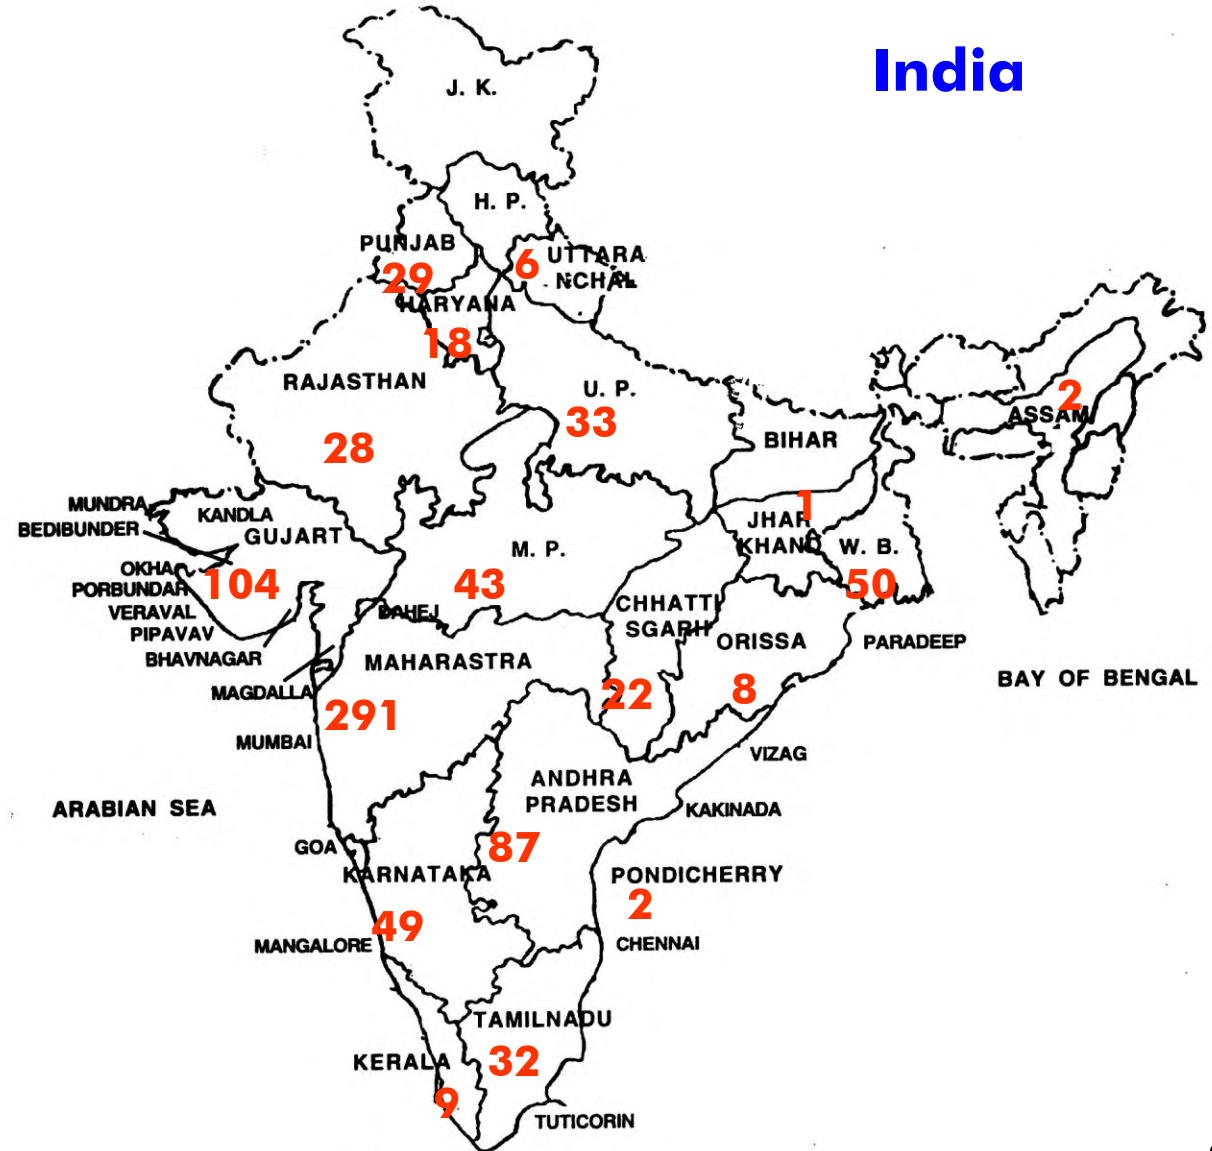 India
J. K.
H. P.
PUNJAB
29
6
UTTARA
NCHAL
HARYANA
18
RAJASTHAN
28
U. P.
33
BIHAR
2
ASSAM
MUNDRA
BEDIBUNDER
KANDLA
GUJART
OKHA
PORBUNDAR
VERAVAL
PIPAVAV
BHAVNAGAR
MAGDALLA
104
DAHEJ
M. P.
43
1
JHAR
KHAND
W. B.
50
CHHATTI
SGARH
22
ORISSA
8
PARADEEP
BAY OF BENGAL
MAHARASTRA
291
MUMBAI
VIZAG
ANDHRA
PRADESH
87
KAKINADA
ARABIAN SEA
GOA
KARNATAKA
49
PONDICHERRY
2
MANGALORE
CHENNAI
TAMILNADU
32
KERALA
9
TUTICORIN